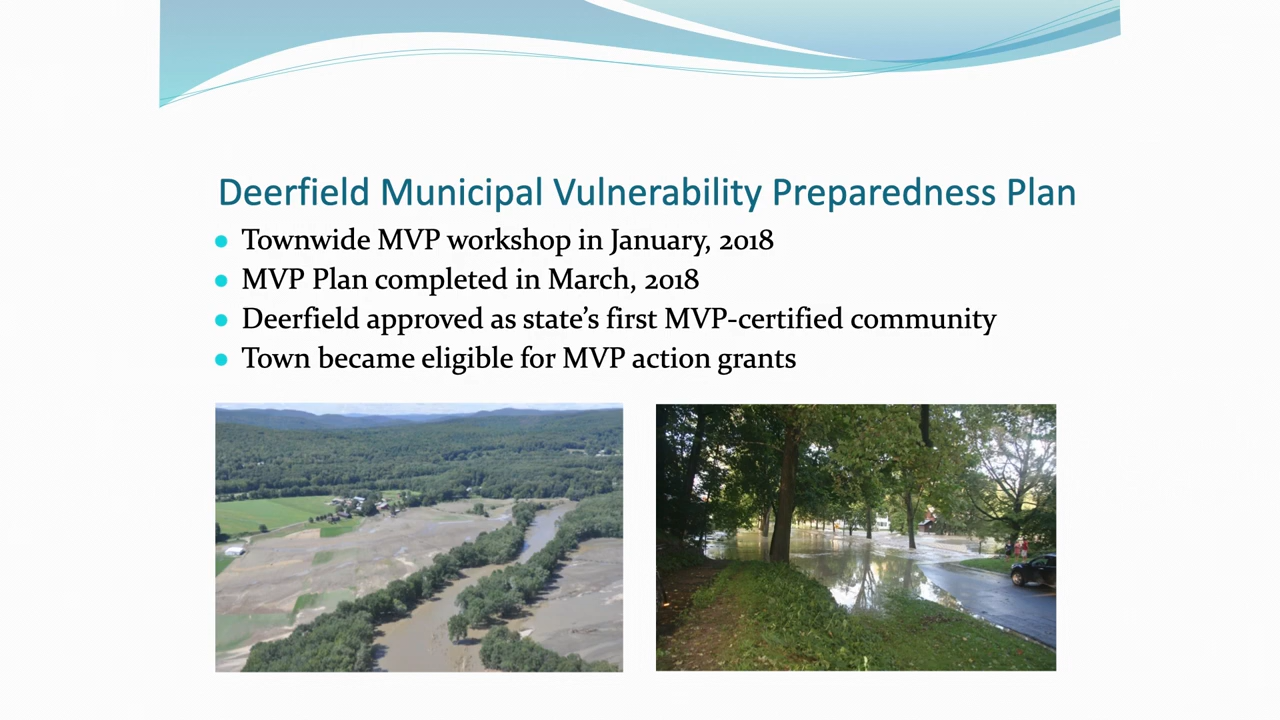 Deerfield Municipal Vulnerability Preparedness Plan
Townwide MVP workshop in January, 2018
MVP Plan completed in March, 2018
Deerfield approved as state’s first MVP-certified community
Town became eligible for MVP action grants